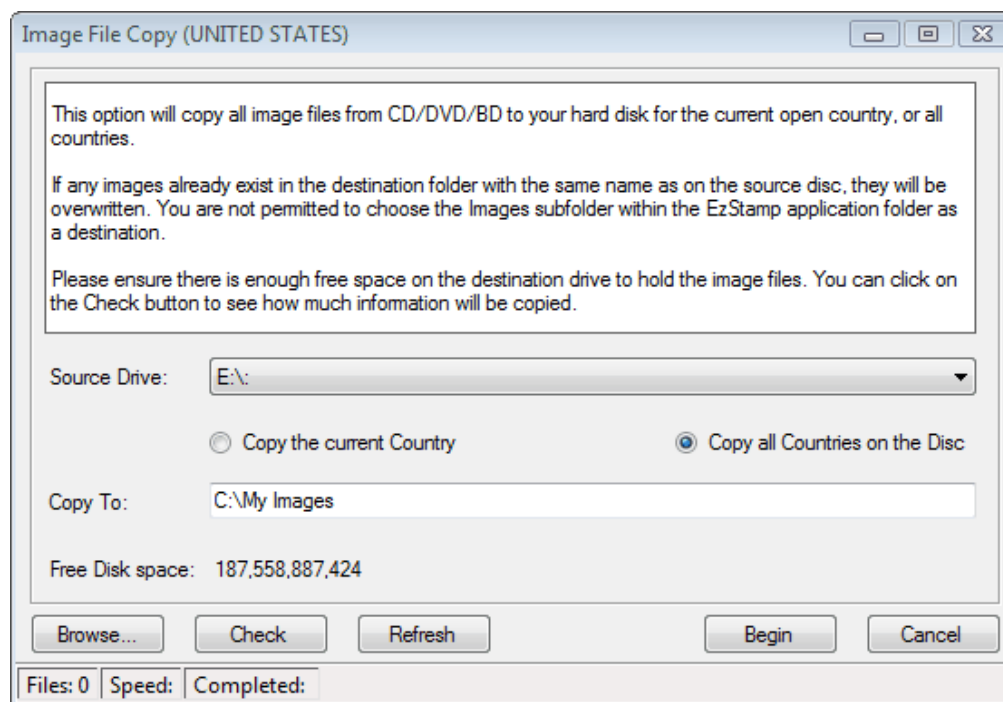 Image File Copy (UNITED STATES)
This option will copy all image files from CD/DVD/BD to your hard disk for the current open country, or all
countries.
If any images already exist in the destination folder with the same name as on the source disc, they will be
overwritten. You are not permitted to choose the Images subfolder within the EzStamp application folder as
a destination.
Please ensure there is enough free space on the destination drive to hold the image files. You can click on
the Check button to see how much information will be copied.
Source Drive: E:\:
Copy the current Country Copy all Countries on the Disc
Copy To: C:\My Images
Free Disk space: 187,558,887,424
Browse... Check Refresh Begin Cancel
Files: 0 Speed: Completed: